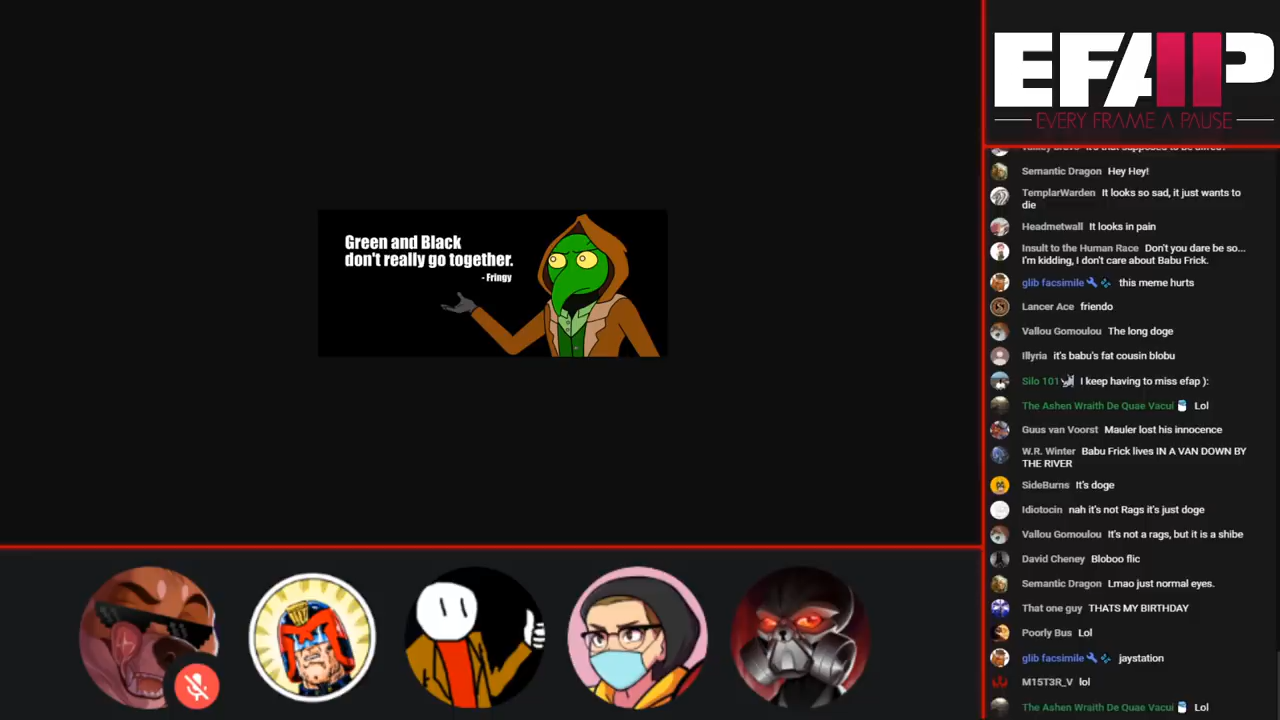 Green and Black
don't really go together.
- Fringy
EFAP
EVERY FRAME A PAUSE
Semantic Dragon Hey Hey!
TemplarWarden It looks so sad, it just wants to
die
Headmetwall It looks in pain
Insult to the Human Race Don't you dare be so...
I'm kidding, I don't care about Babu Frick.
glib facsimile this meme hurts
Lancer Ace friendo
Vallou Gomoulou The long doge
Illyria it's babu's fat cousin blobu
Silo 101 I keep having to miss efap ):
The Ashen Wraith De Quae Vacui Lol
Guus van Voorst Mauler lost his innocence
W.R. Winter Babu Frick lives IN A VAN DOWN BY
THE RIVER
SideBurns It's doge
Idiotocin nah it's not Rags it's just doge
Vallou Gomoulou It's not a rags, but it is a shibe
David Cheney Bloboo flic
Semantic Dragon Lmao just normal eyes.
That one guy THATS MY BIRTHDAY
Poorly Bus Lol
glib facsimile jaystation
M15T3R_V lol
The Ashen Wraith De Quae Vacui Lol